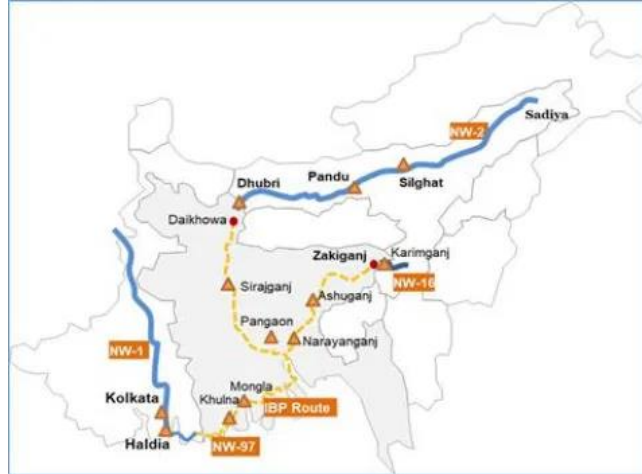 Sadiya
NW-2
Silghat
Pandu
Dhubri
Daikhowa
Zakiganj
Karimganj
NW-16
Sirajganj
Ashuganj
Pangaon
Narayanganj
NW-1
Mongla
Khulna
IBP Route
Kolkata
Haldia
NW-97